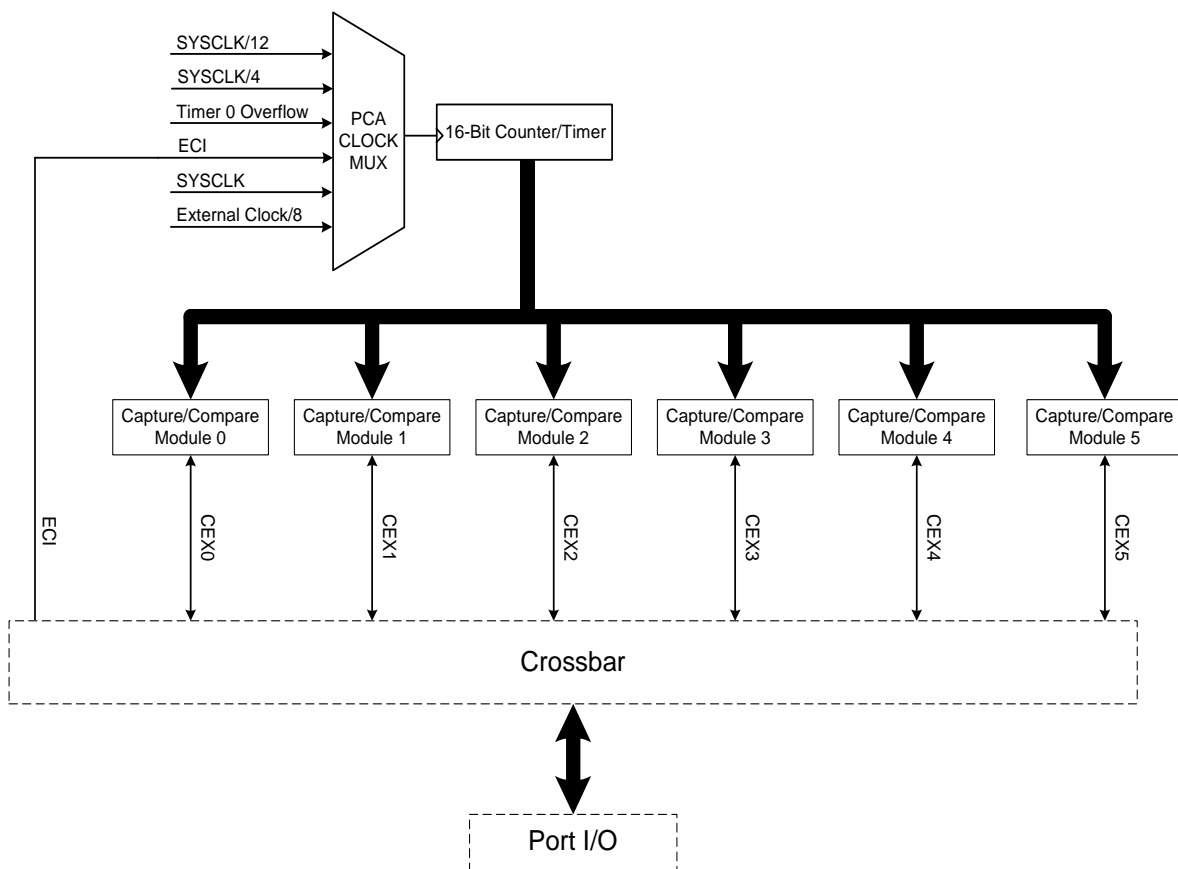 SYSCLK/12
SYSCLK/4
Timer 0 Overflow
ECI
SYSCLK
External Clock/8
PCA
CLOCK
MUX
16-Bit Counter/Timer
Capture/Compare
Module 0
Capture/Compare
Module 1
Capture/Compare
Module 2
Capture/Compare
Module 3
Capture/Compare
Module 4
Capture/Compare
Module 5
ECI
CEX0
CEX1
CEX2
CEX3
CEX4
CEX5
Crossbar
Port I/O